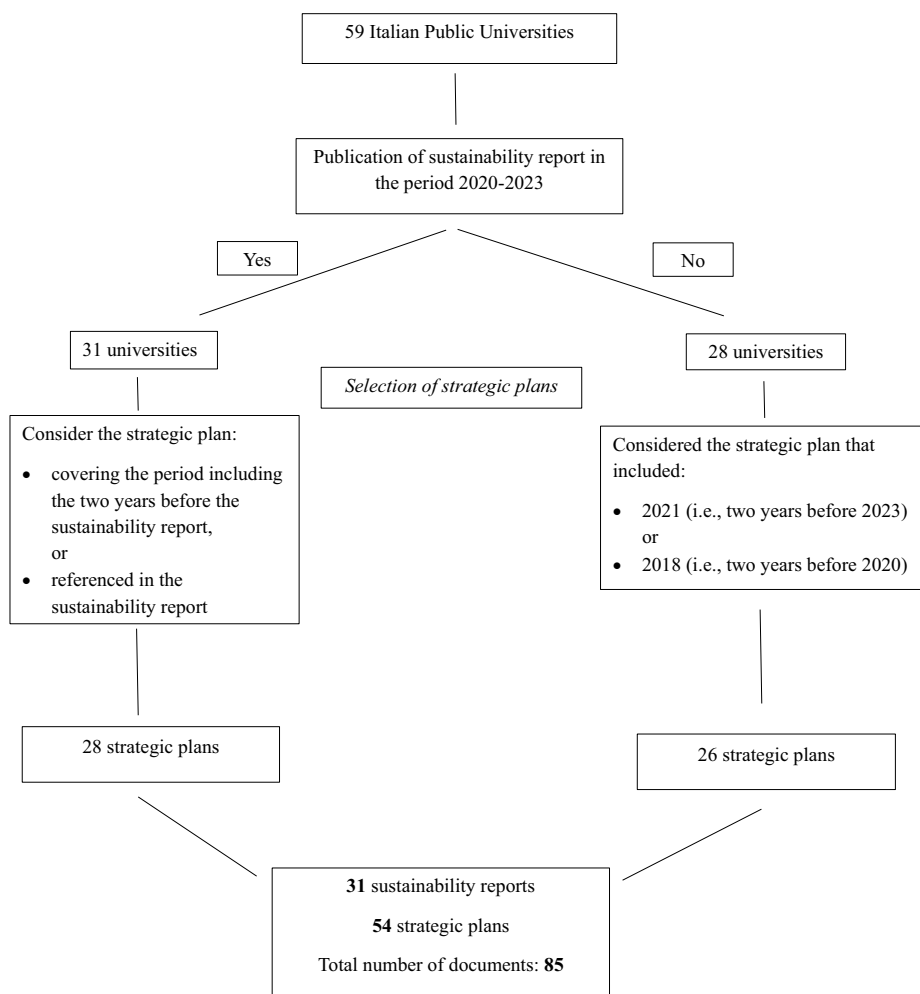 59 Italian Public Universities
Publication of sustainability report in
the period 2020-2023
Yes
No
31 universities
28 universities
Selection of strategic plans
Consider the strategic plan:
• covering the period including
the two years before the
sustainability report,
or
• referenced in the
sustainability report
Considered the strategic plan that
included:
• 2021 (i.e., two years before 2023)
or
• 2018 (i.e., two years before 2020)
28 strategic plans
26 strategic plans
31 sustainability reports
54 strategic plans
Total number of documents: 85